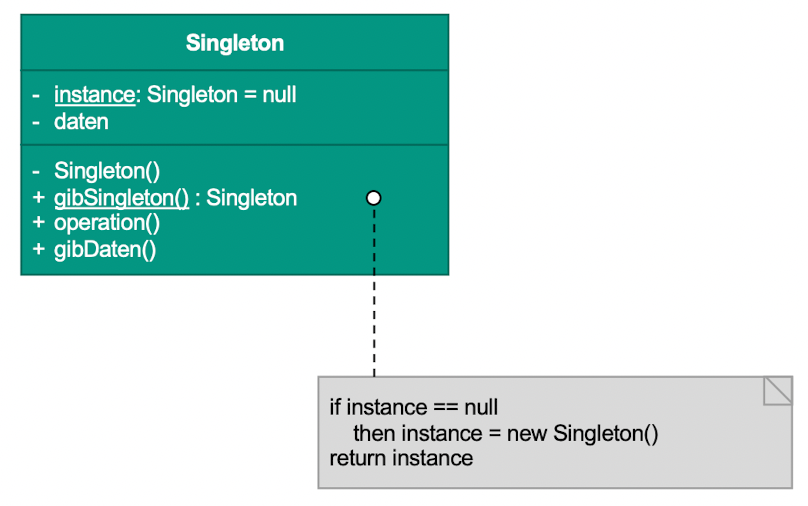 Singleton
- instance: Singleton = null
- daten
- Singleton()
+ gibSingleton() : Singleton
+ operation()
+ gibDaten()
if instance == null
then instance = new Singleton()
return instance